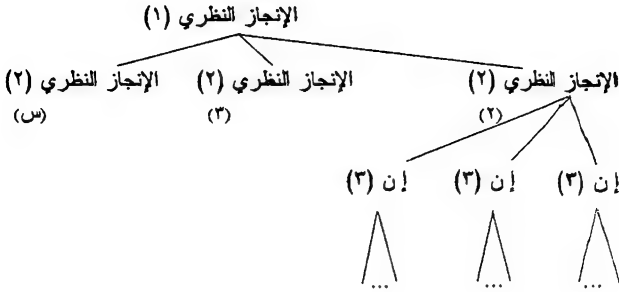 الإنجاز النظري (١)
الإنجاز النظري (٢) الإنجاز النظري (٢) الإنجاز النظري (٢)
(٢) (٣) (س)
إ ن (٣) إ ن (٣) إ ن (٣)
... ... ...